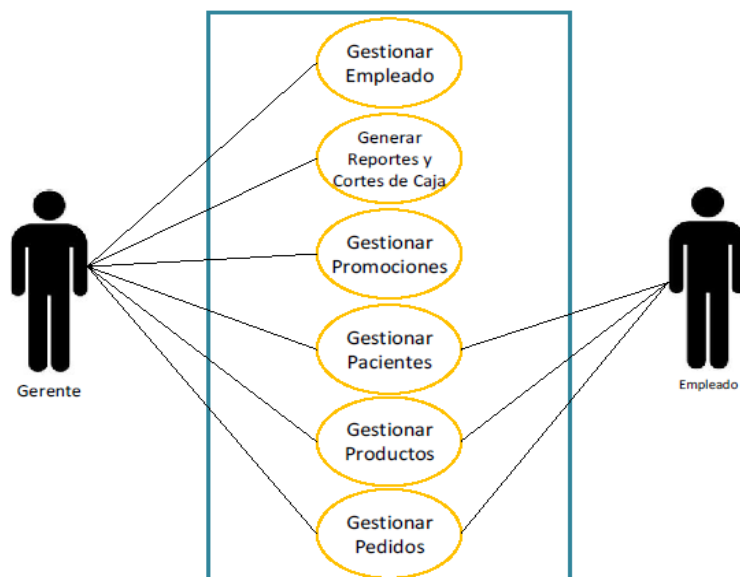 Gestionar
Empleado
Generar
Reportes y
Cortes de Caja
Gestionar
Promociones
Gestionar
Pacientes
Gestionar
Productos
Gestionar
Pedidos
Gerente
Empleado